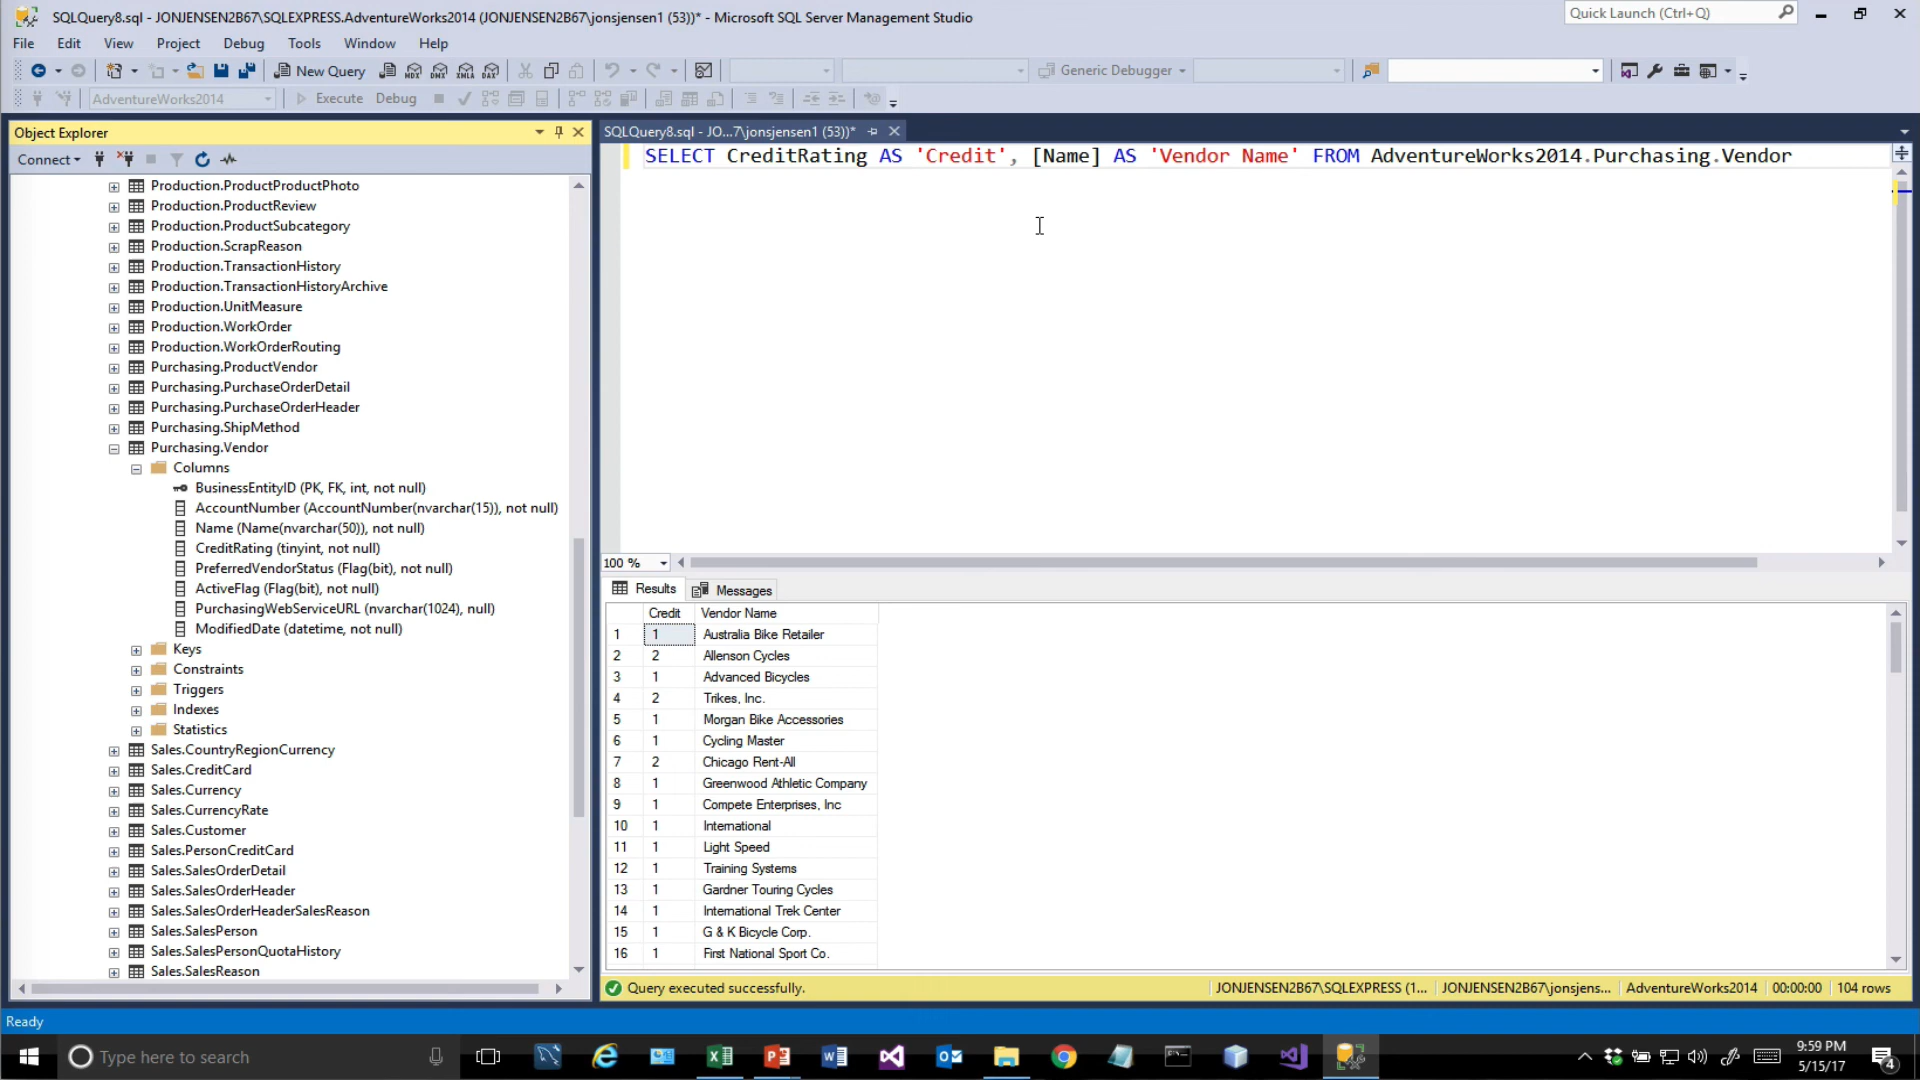 SQLQuery8.sql - JONJENSEN2B67\SQLEXPRESS.AdventureWorks2014 (JONJENSEN2B67\jonsjensen1 (53))* - Microsoft SQL Server Management Studio
Quick Launch (Ctrl+Q)
File Edit View Project Debug Tools Window Help
New Query
MDX DMX XMLA DAX
Generic Debugger
AdventureWorks2014
Execute Debug
Object Explorer
Connect
Production.ProductProductPhoto
Production.ProductReview
Production.ProductSubcategory
Production.ScrapReason
Production.TransactionHistory
Production.TransactionHistoryArchive
Production.UnitMeasure
Production.WorkOrder
Production.WorkOrderRouting
Purchasing.ProductVendor
Purchasing.PurchaseOrderDetail
Purchasing.PurchaseOrderHeader
Purchasing.ShipMethod
Purchasing.Vendor
Columns
BusinessEntityID (PK, FK, int, not null)
AccountNumber (AccountNumber(nvarchar(15)), not null)
Name (Name(nvarchar(50)), not null)
CreditRating (tinyint, not null)
PreferredVendorStatus (Flag(bit), not null)
ActiveFlag (Flag(bit), not null)
PurchasingWebServiceURL (nvarchar(1024), null)
ModifiedDate (datetime, not null)
Keys
Constraints
Triggers
Indexes
Statistics
Sales.CountryRegionCurrency
Sales.CreditCard
Sales.Currency
Sales.CurrencyRate
Sales.Customer
Sales.PersonCreditCard
Sales.SalesOrderDetail
Sales.SalesOrderHeader
Sales.SalesOrderHeaderSalesReason
Sales.SalesPerson
Sales.SalesPersonQuotaHistory
Sales.SalesReason
SQLQuery8.sql - JO...7\jonsjensen1 (53))*
SELECT CreditRating AS 'Credit', [Name] AS 'Vendor Name' FROM AdventureWorks2014.Purchasing.Vendor
100 %
Results Messages
Credit Vendor Name
1 1 Australia Bike Retailer
2 2 Allenson Cycles
3 1 Advanced Bicycles
4 2 Trikes, Inc.
5 1 Morgan Bike Accessories
6 1 Cycling Master
7 2 Chicago Rent-All
8 1 Greenwood Athletic Company
9 1 Compete Enterprises, Inc
10 1 International
11 1 Light Speed
12 1 Training Systems
13 1 Gardner Touring Cycles
14 1 International Trek Center
15 1 G & K Bicycle Corp.
16 1 First National Sport Co.
Query executed successfully.
JONJENSEN2B67\SQLEXPRESS (1... JONJENSEN2B67\jonsjens... AdventureWorks2014 00:00:00 104 rows
Ready
Type here to search
9:59 PM
5/15/17
4